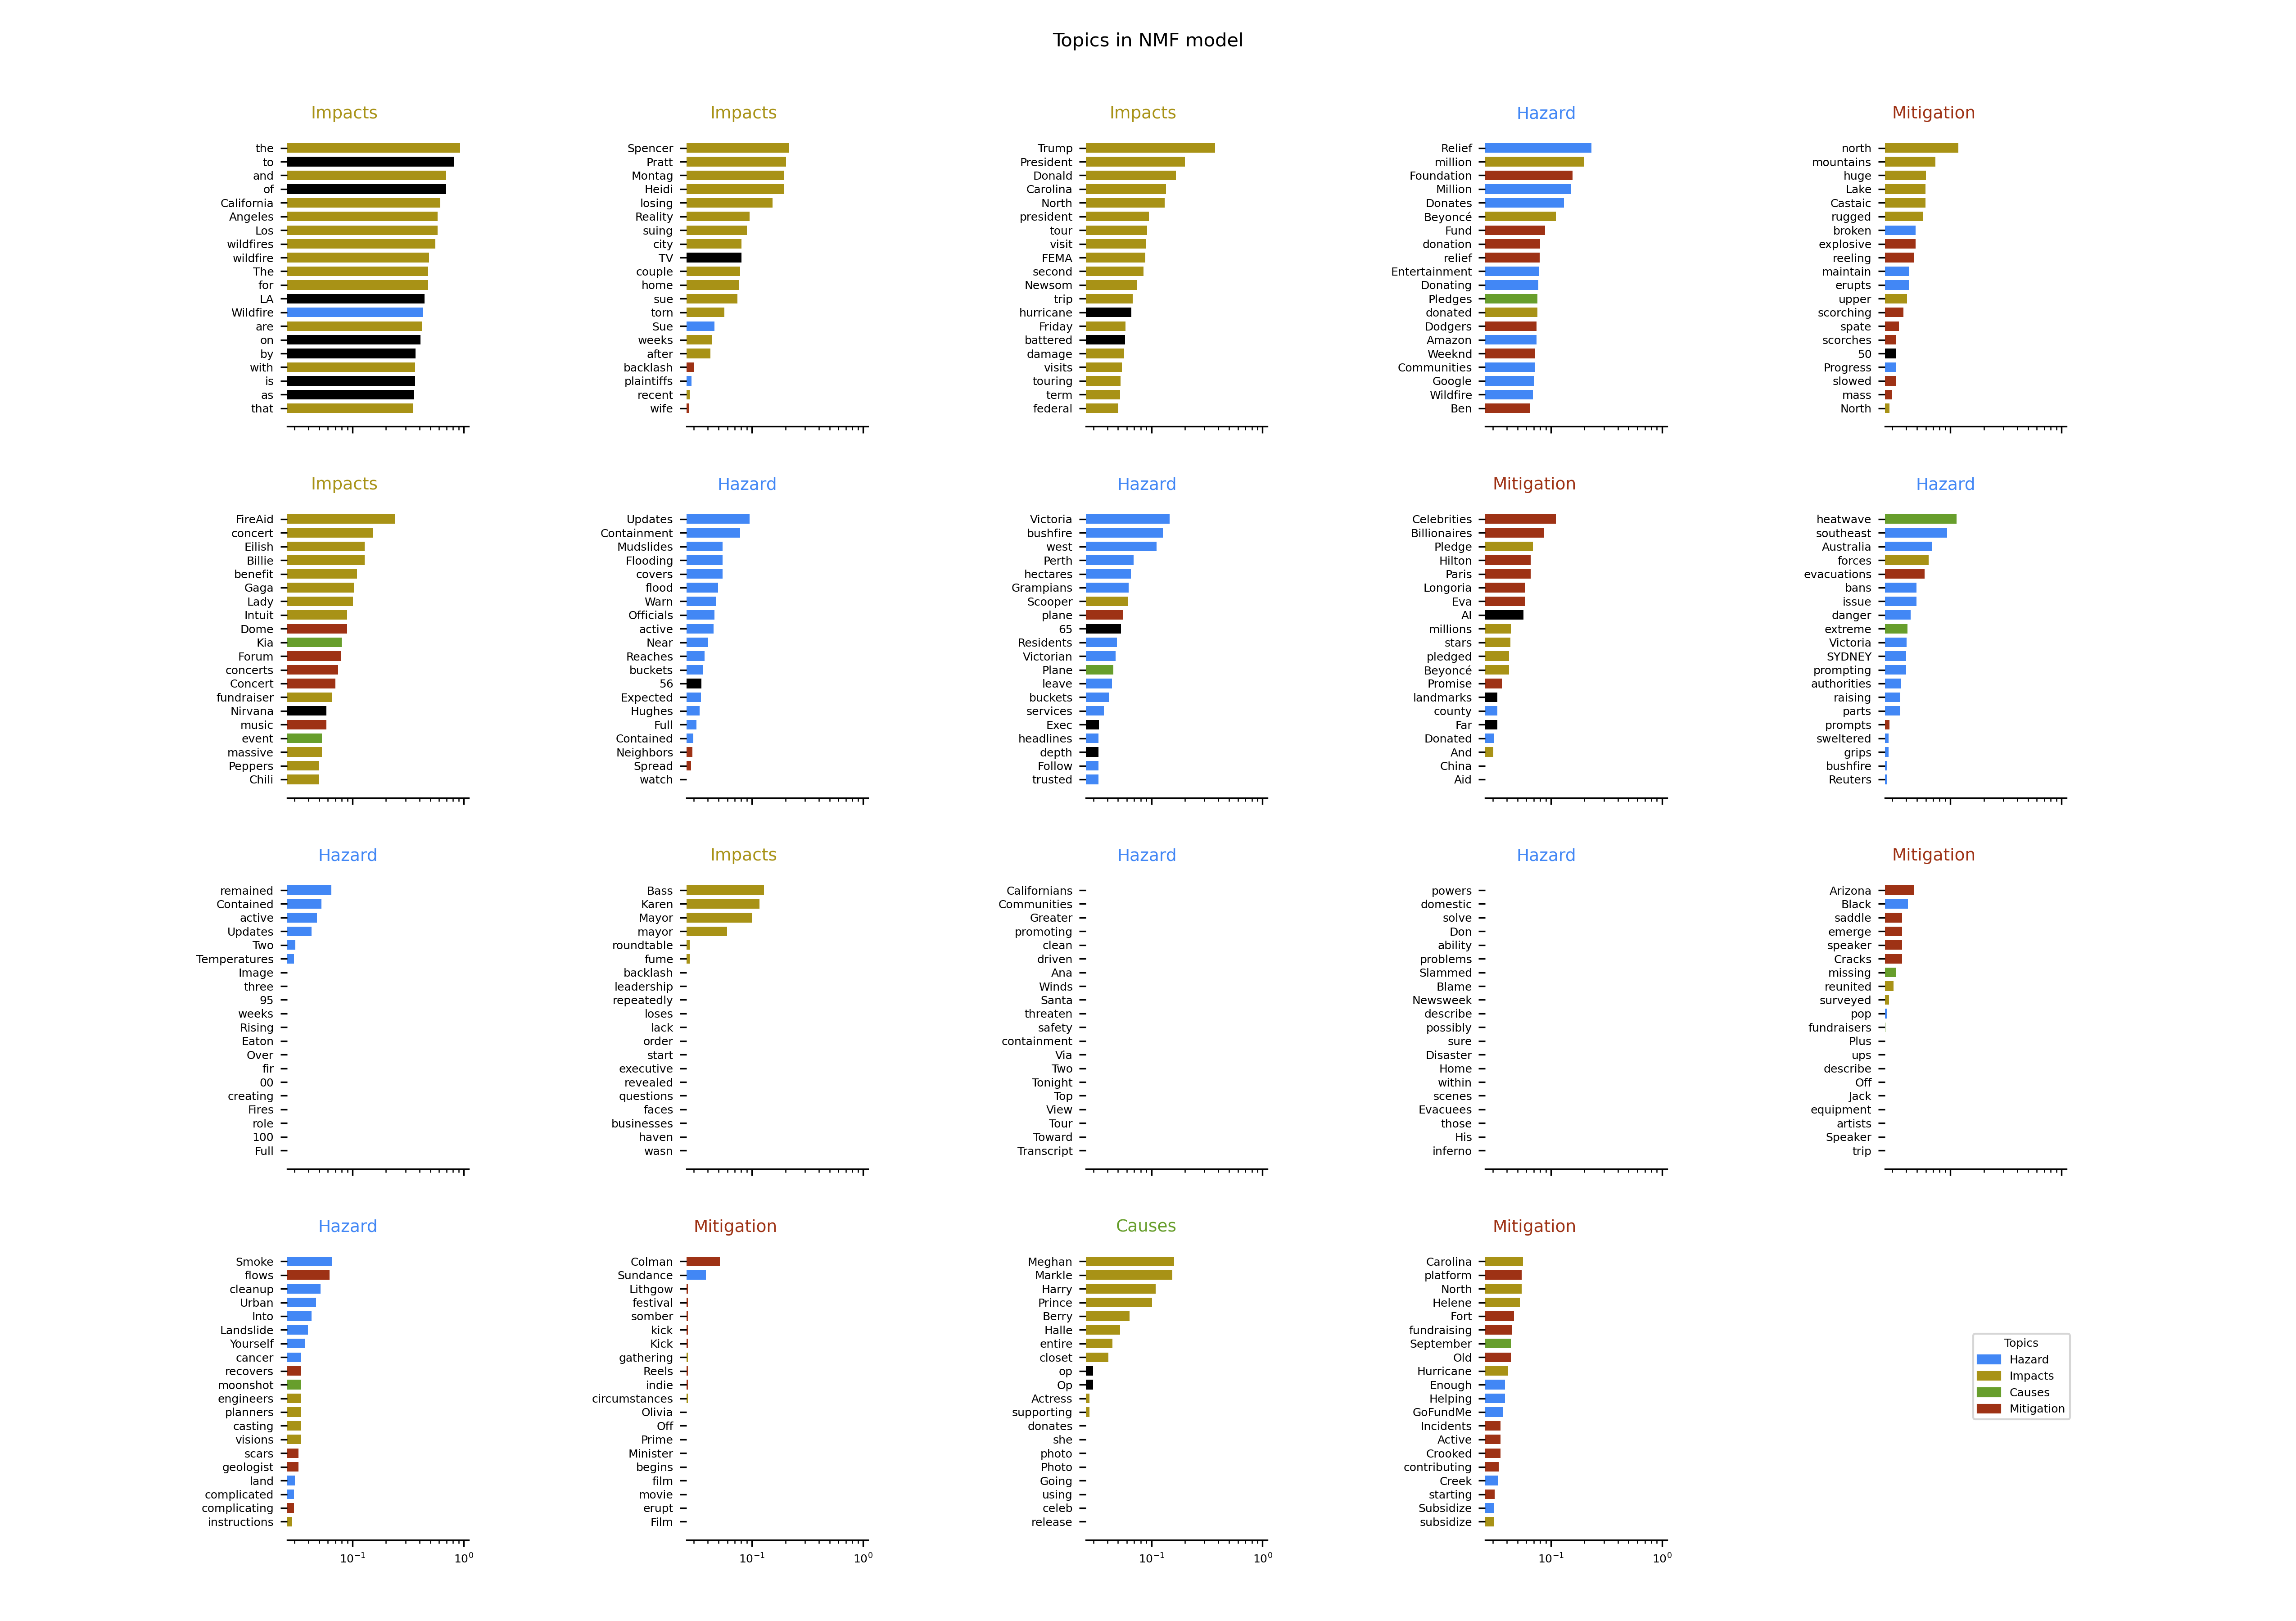 Topics in NMF model
Impacts
the
to
and
of
California
Angeles
Los
wildfires
wildfire
The
for
LA
Wildfire
are
on
by
with
is
as
that
Impacts
Spencer
Pratt
Montag
Heidi
losing
Reality
suing
city
TV
couple
home
sue
torn
Sue
weeks
after
backlash
plaintiffs
recent
wife
Impacts
Trump
President
Donald
Carolina
North
president
tour
visit
FEMA
second
Newsom
trip
hurricane
Friday
battered
damage
visits
touring
term
federal
Hazard
Relief
million
Foundation
Million
Donates
Beyoncé
Fund
donation
relief
Entertainment
Donating
Pledges
donated
Dodgers
Amazon
Weeknd
Communities
Google
Wildfire
Ben
Mitigation
north
mountains
huge
Lake
Castaic
rugged
broken
explosive
reeling
maintain
erupts
upper
scorching
spate
scorches
50
Progress
slowed
mass
North
Impacts
FireAid
concert
Eilish
Billie
benefit
Gaga
Lady
Intuit
Dome
Kia
Forum
concerts
Concert
fundraiser
Nirvana
music
event
massive
Peppers
Chili
Hazard
Updates
Containment
Mudslides
Flooding
covers
flood
Warn
Officials
active
Near
Reaches
buckets
56
Expected
Hughes
Full
Contained
Neighbors
Spread
watch
Hazard
Victoria
bushfire
west
Perth
hectares
Grampians
Scooper
plane
65
Residents
Victorian
Plane
leave
buckets
services
Exec
headlines
depth
Follow
trusted
Mitigation
Celebrities
Billionaires
Pledge
Hilton
Paris
Longoria
Eva
AI
millions
stars
pledged
Beyoncé
Promise
landmarks
county
Far
Donated
And
China
Aid
Hazard
heatwave
southeast
Australia
forces
evacuations
bans
issue
danger
extreme
Victoria
SYDNEY
prompting
authorities
raising
parts
prompts
sweltered
grips
bushfire
Reuters
Hazard
remained
Contained
active
Updates
Two
Temperatures
Image
three
95
weeks
Rising
Eaton
Over
fir
00
creating
Fires
role
100
Full
Impacts
Bass
Karen
Mayor
mayor
roundtable
fume
backlash
leadership
repeatedly
loses
lack
order
start
executive
revealed
questions
faces
businesses
haven
wasn
Hazard
Californians
Communities
Greater
promoting
clean
driven
Ana
Winds
Santa
threaten
safety
containment
Via
Two
Tonight
Top
View
Tour
Toward
Transcript
Hazard
powers
domestic
solve
Don
ability
problems
Slammed
Blame
Newsweek
describe
possibly
sure
Disaster
Home
within
scenes
Evacuees
those
His
inferno
Mitigation
Arizona
Black
saddle
emerge
speaker
Cracks
missing
reunited
surveyed
pop
fundraisers
Plus
ups
describe
Off
Jack
equipment
artists
Speaker
trip
Hazard
Smoke
flows
cleanup
Urban
Into
Landslide
Yourself
cancer
recovers
moonshot
engineers
planners
casting
visions
scars
geologist
land
complicated
complicating
instructions
10⁻¹ 10⁰
Mitigation
Colman
Sundance
Lithgow
festival
somber
kick
Kick
gathering
Reels
indie
circumstances
Olivia
Off
Prime
Minister
begins
film
movie
erupt
Film
10⁻¹ 10⁰
Causes
Meghan
Markle
Harry
Prince
Berry
Halle
entire
closet
op
Op
Actress
supporting
donates
she
photo
Photo
Going
using
celeb
release
10⁻¹ 10⁰
Mitigation
Carolina
platform
North
Helene
Fort
fundraising
September
Old
Hurricane
Enough
Helping
GoFundMe
Incidents
Active
Crooked
contributing
Creek
starting
Subsidize
subsidize
10⁻¹ 10⁰
Topics
Hazard
Impacts
Causes
Mitigation